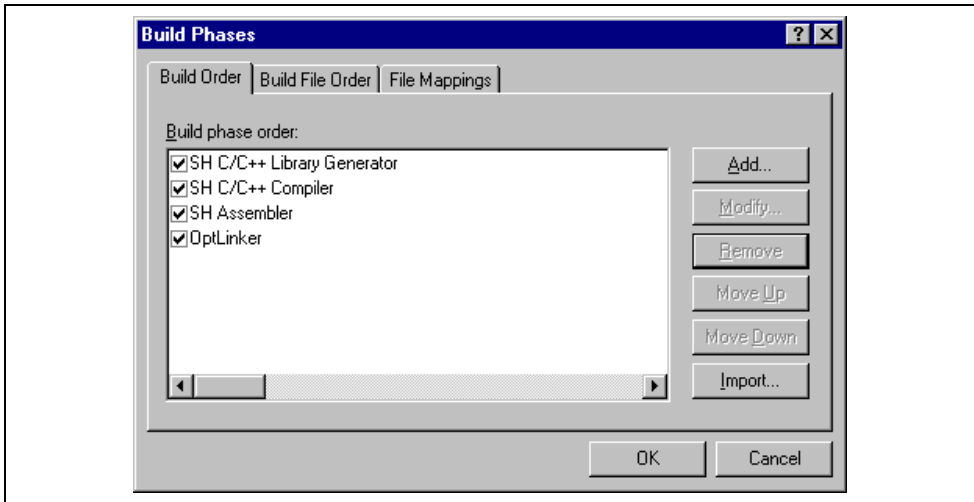 Build Phases
Build Order
Build File Order
File Mappings
Build phase order:
SH C/C++ Library Generator
SH C/C++ Compiler
SH Assembler
OptLinker
Add...
Modify...
Remove
Move Up
Move Down
Import...
OK
Cancel